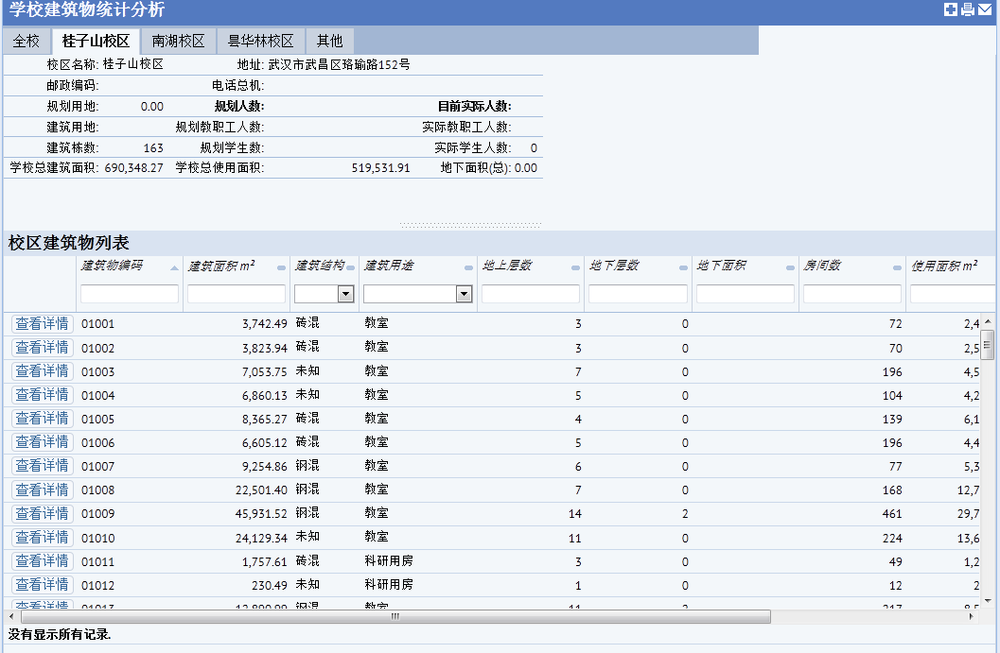 学校建筑物统计分析
全校 桂子山校区 南湖校区 昙华林校区 其他
校区名称: 桂子山校区 地址: 武汉市武昌区珞瑜路152号
邮政编码: 电话总机:
规划用地: 0.00 规划人数: 目前实际人数:
建筑用地: 规划教职工人数: 实际教职工人数:
建筑栋数: 163 规划学生数: 实际学生人数: 0
学校总建筑面积: 690,348.27 学校总使用面积: 519,531.91 地下面积(总): 0.00
校区建筑物列表
建筑物编码 建筑面积 m² 建筑结构 建筑用途 地上层数 地下层数 地下面积 房间数 使用面积 m²
查看详情 01001 3,742.49 砖混 教室 3 0 72 2,4
查看详情 01002 3,823.94 砖混 教室 3 0 70 2,5
查看详情 01003 7,053.75 未知 教室 7 0 196 4,5
查看详情 01004 6,860.13 未知 教室 5 0 104 4,2
查看详情 01005 8,365.27 砖混 教室 4 0 139 6,1
查看详情 01006 6,605.12 砖混 教室 5 0 196 4,4
查看详情 01007 9,254.86 钢混 教室 6 0 77 5,3
查看详情 01008 22,501.40 钢混 教室 7 0 168 12,7
查看详情 01009 45,931.52 钢混 教室 14 2 461 29,7
查看详情 01010 24,129.34 未知 教室 11 0 224 13,6
查看详情 01011 1,757.61 砖混 科研用房 3 0 49 1,2
查看详情 01012 230.49 未知 科研用房 1 0 12 2
查看详情 01013 钢混 教室 11 2 217 8,5
没有显示所有记录.